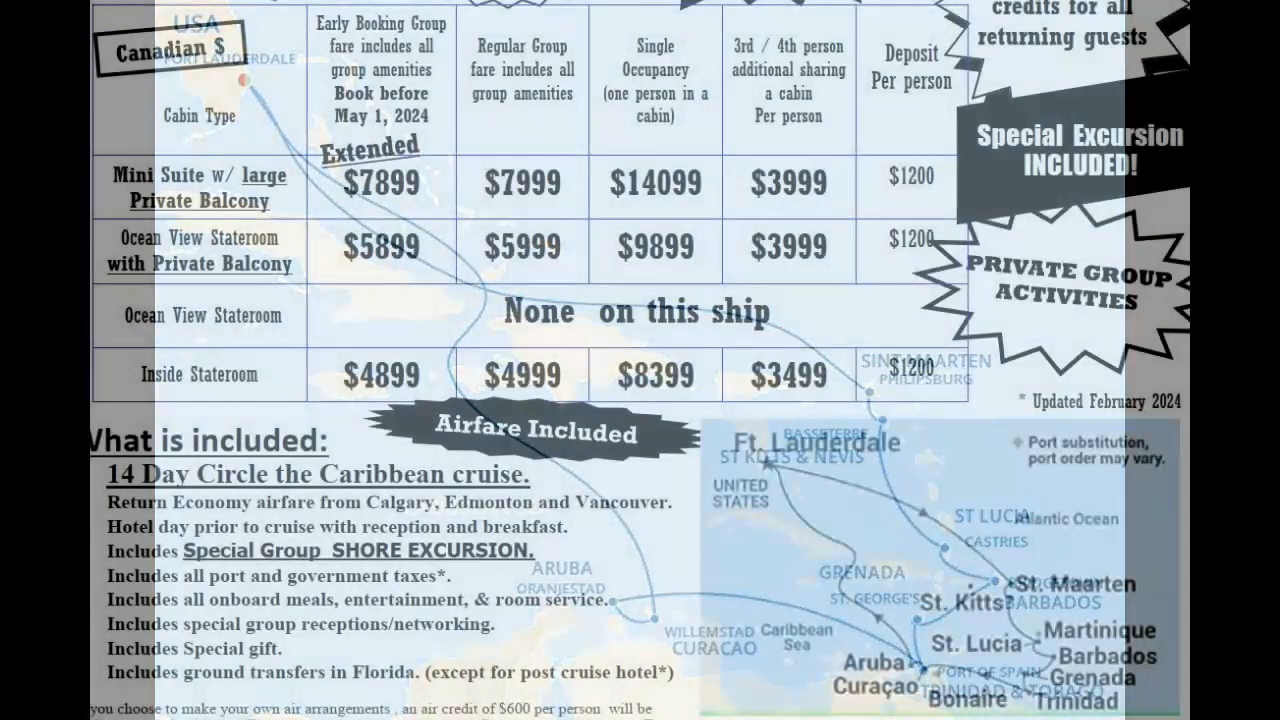 credits for all
returning guests
USA
FORT LAUDERDALE
Canadian $
Cabin Type
Early Booking Group
fare includes all
group amenities
Book before
May 1, 2024
Extended
Regular Group
fare includes all
group amenities
Single
Occupancy
(one person in a
cabin)
3rd / 4th person
additional sharing
a cabin
Per person
Deposit
Per person
Special Excursion
INCLUDED!
Mini Suite w/ large
Private Balcony
$7899 $7999 $14099 $3999 $1200
Ocean View Stateroom
with Private Balcony
$5899 $5999 $9899 $3999 $1200
PRIVATE GROUP
ACTIVITIES
Ocean View Stateroom
None on this ship
Inside Stateroom
$4899 $4999 $8399 $3499 $1200
SINT MAARTEN
PHILIPSBURG
* Updated February 2024
Airfare Included
What is included:
14 Day Circle the Caribbean cruise.
Return Economy airfare from Calgary, Edmonton and Vancouver.
Hotel day prior to cruise with reception and breakfast.
Includes Special Group SHORE EXCURSION.
Includes all port and government taxes*.
Includes all onboard meals, entertainment, & room service.
Includes special group receptions/networking.
Includes Special gift.
Includes ground transfers in Florida. (except for post cruise hotel*)
you choose to make your own air arrangements , an air credit of $600 per person will be
ARUBA
ORANJESTAD
WILLEMSTAD
CURACAO
BASSETERRE
Ft. Lauderdale
ST KITTS & NEVIS
UNITED
STATES
Port substitution,
port order may vary.
ST LUCIA
Atlantic Ocean
CASTRIES
GRENADA
ST. GEORGE'S
St. Maarten
St. Kitts
BARBADOS
Caribbean
Sea
St. Lucia
Martinique
Barbados
Aruba
PORT OF SPAIN
Grenada
Curaçao
TRINIDAD & TOBAGO
Bonaire
Trinidad